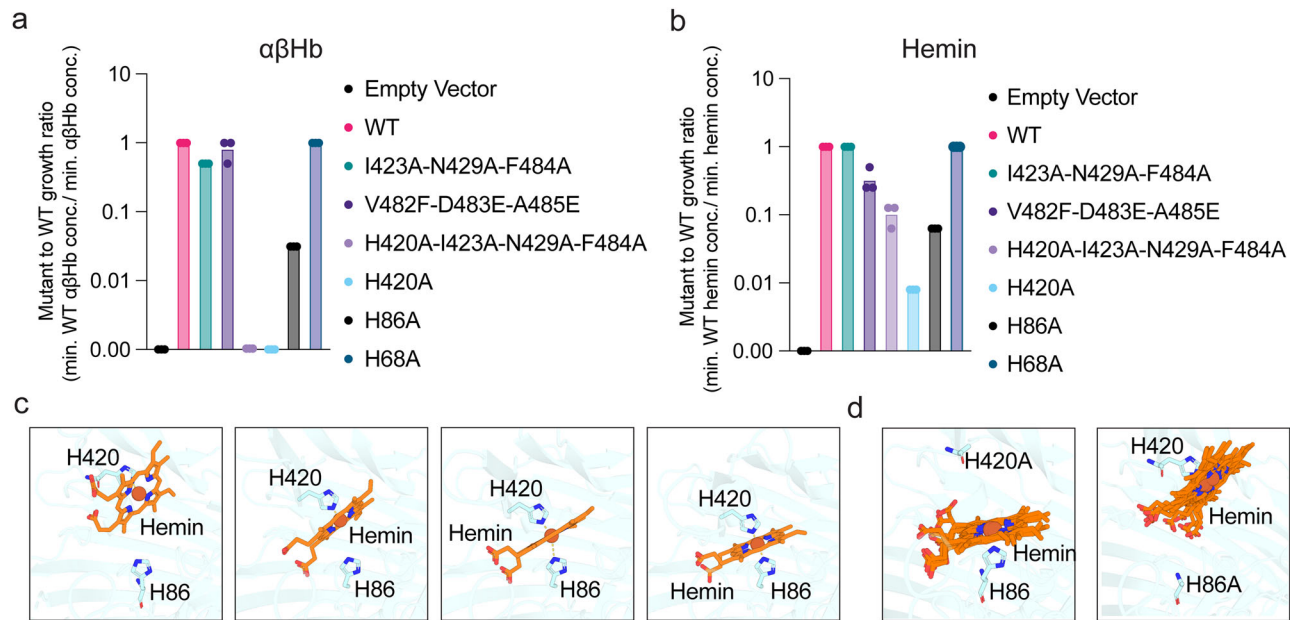 a
αβHb
Mutant to WT growth ratio
(min. WT αβHb conc./ min. αβHb conc.)
10
1
0.1
0.01
0.00
Empty Vector
WT
I423A-N429A-F484A
V482F-D483E-A485E
H420A-I423A-N429A-F484A
H420A
H86A
H68A
b
Hemin
Mutant to WT growth ratio
(min. WT hemin conc./ min. hemin conc.)
10
1
0.1
0.01
0.00
Empty Vector
WT
I423A-N429A-F484A
V482F-D483E-A485E
H420A-I423A-N429A-F484A
H420A
H86A
H68A
c
H420
Hemin
H86
H420
Hemin
H86
H420
Hemin
H86
H420
Hemin
H86
d
H420A
Hemin
H86
H420
Hemin
H86A